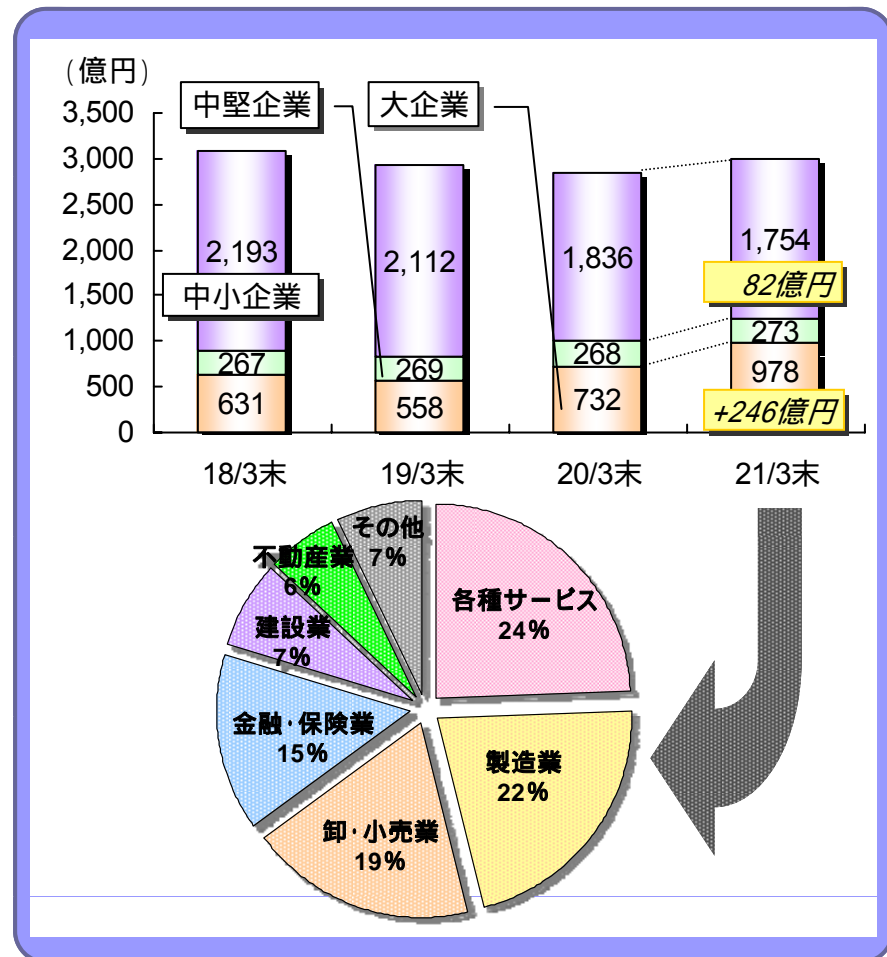 (億円)
3,500
3,000
2,500
2,000
1,500
1,000
500
0
中堅企業
大企業
2,193
2,112
1,836
1,754
中小企業
82億円
267
269
268
273
631
558
732
978
+246億円
18/3末
19/3末
20/3末
21/3末
その他
7%
不動産業
6%
建設業
7%
各種サービス
24%
金融・保険業
15%
製造業
22%
卸・小売業
19%